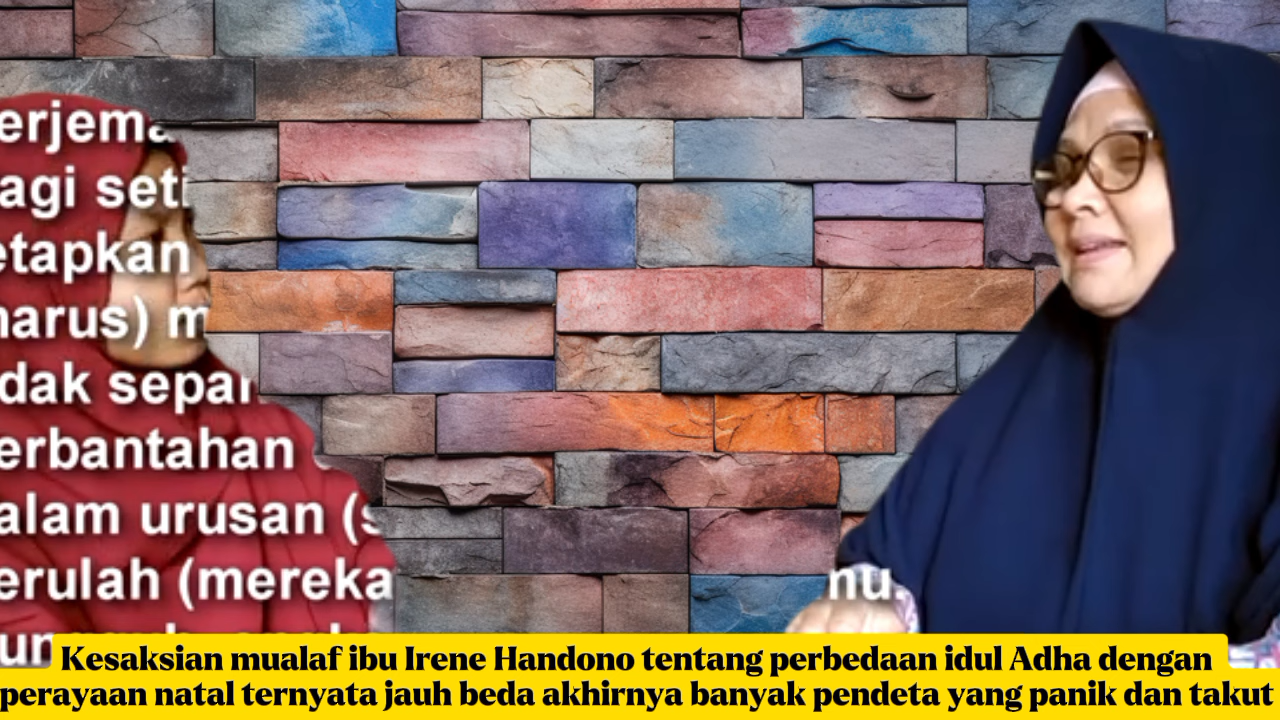 erjema
agi seti
etapkan
harus) m
dak sepan
erbantahan
alam urusan (s
erulah (mereka
nu.
Kesaksian mualaf ibu Irene Handono tentang perbedaan idul Adha dengan
perayaan natal ternyata jauh beda akhirnya banyak pendeta yang panik dan takut